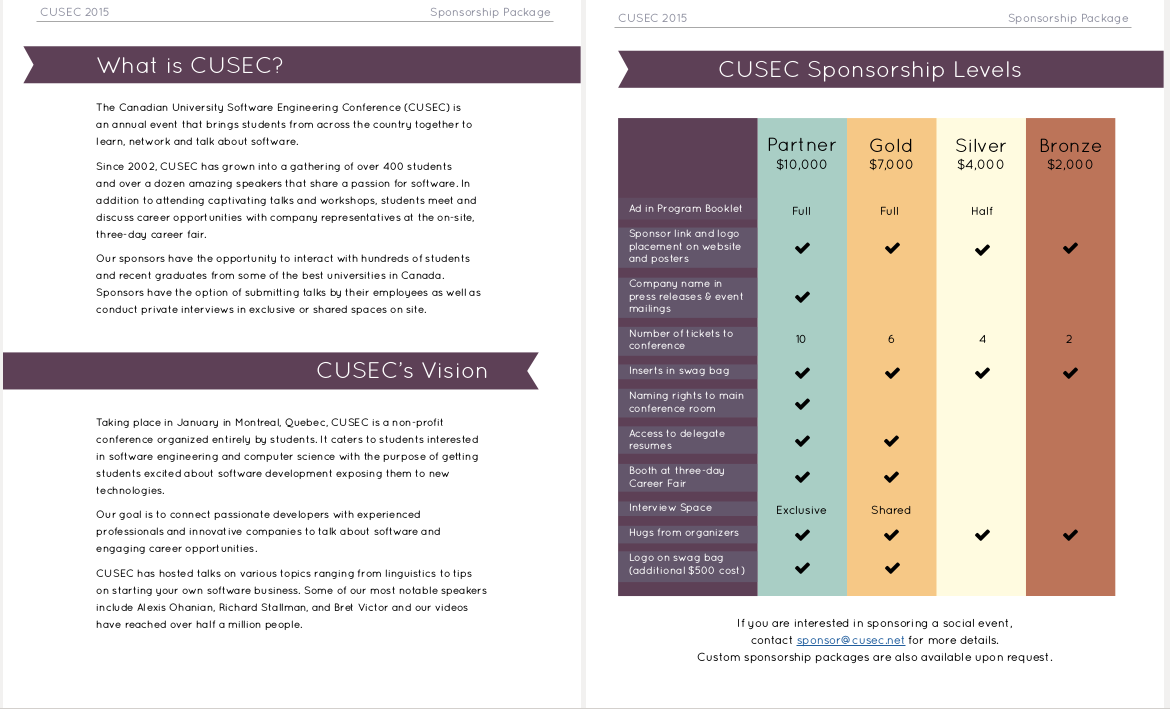 CUSEC 2015 Sponsorship Package
What is CUSEC?
The Canadian University Software Engineering Conference (CUSEC) is
an annual event that brings students from across the country together to
learn, network and talk about software.
Since 2002, CUSEC has grown into a gathering of over 400 students
and over a dozen amazing speakers that share a passion for software. In
addition to attending captivating talks and workshops, students meet and
discuss career opportunities with company representatives at the on-site,
three-day career fair.
Our sponsors have the opportunity to interact with hundreds of students
and recent graduates from some of the best universities in Canada.
Sponsors have the option of submitting talks by their employees as well as
conduct private interviews in exclusive or shared spaces on site.
CUSEC's Vision
Taking place in January in Montreal, Quebec, CUSEC is a non-profit
conference organized entirely by students. It caters to students interested
in software engineering and computer science with the purpose of getting
students excited about software development exposing them to new
technologies.
Our goal is to connect passionate developers with experienced
professionals and innovative companies to talk about software and
engaging career opportunities.
CUSEC has hosted talks on various topics ranging from linguistics to tips
on starting your own software business. Some of our most notable speakers
include Alexis Ohanian, Richard Stallman, and Bret Victor and our videos
have reached over half a million people.
CUSEC 2015 Sponsorship Package
CUSEC Sponsorship Levels
Partner Gold Silver Bronze
$10,000 $7,000 $4,000 $2,000
Ad in Program Booklet Full Full Half
Sponsor link and logo
placement on website ✔ ✔ ✔ ✔
and posters
Company name in
press releases & event ✔
mailings
Number of tickets to
conference 10 6 4 2
Inserts in swag bag ✔ ✔ ✔ ✔
Naming rights to main
conference room ✔
Access to delegate
resumes ✔ ✔
Booth at three-day
Career Fair ✔ ✔
Interview Space Exclusive Shared
Hugs from organizers ✔ ✔ ✔ ✔
Logo on swag bag
(additional $500 cost) ✔ ✔
If you are interested in sponsoring a social event,
contact sponsor@cusec.net for more details.
Custom sponsorship packages are also available upon request.